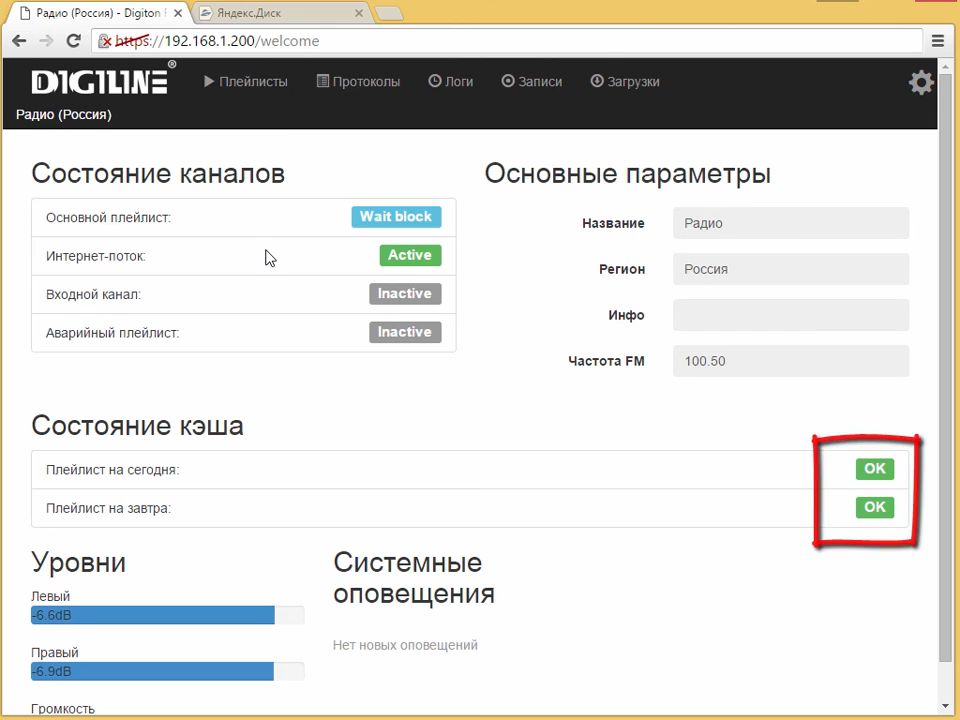 Радио (Россия) - Digiton
Яндекс.Диск
https://192.168.1.200/welcome
DIGILINE®
Плейлисты
Протоколы
Логи
Записи
Загрузки
Радио (Россия)
Состояние каналов
Основной плейлист: Wait block
Интернет-поток: Active
Входной канал: Inactive
Аварийный плейлист: Inactive
Основные параметры
Название Радио
Регион Россия
Инфо
Частота FM 100.50
Состояние кэша
Плейлист на сегодня: OK
Плейлист на завтра: OK
Уровни
Левый
-6.6dB
Правый
-6.9dB
Громкость
Системные
оповещения
Нет новых оповещений